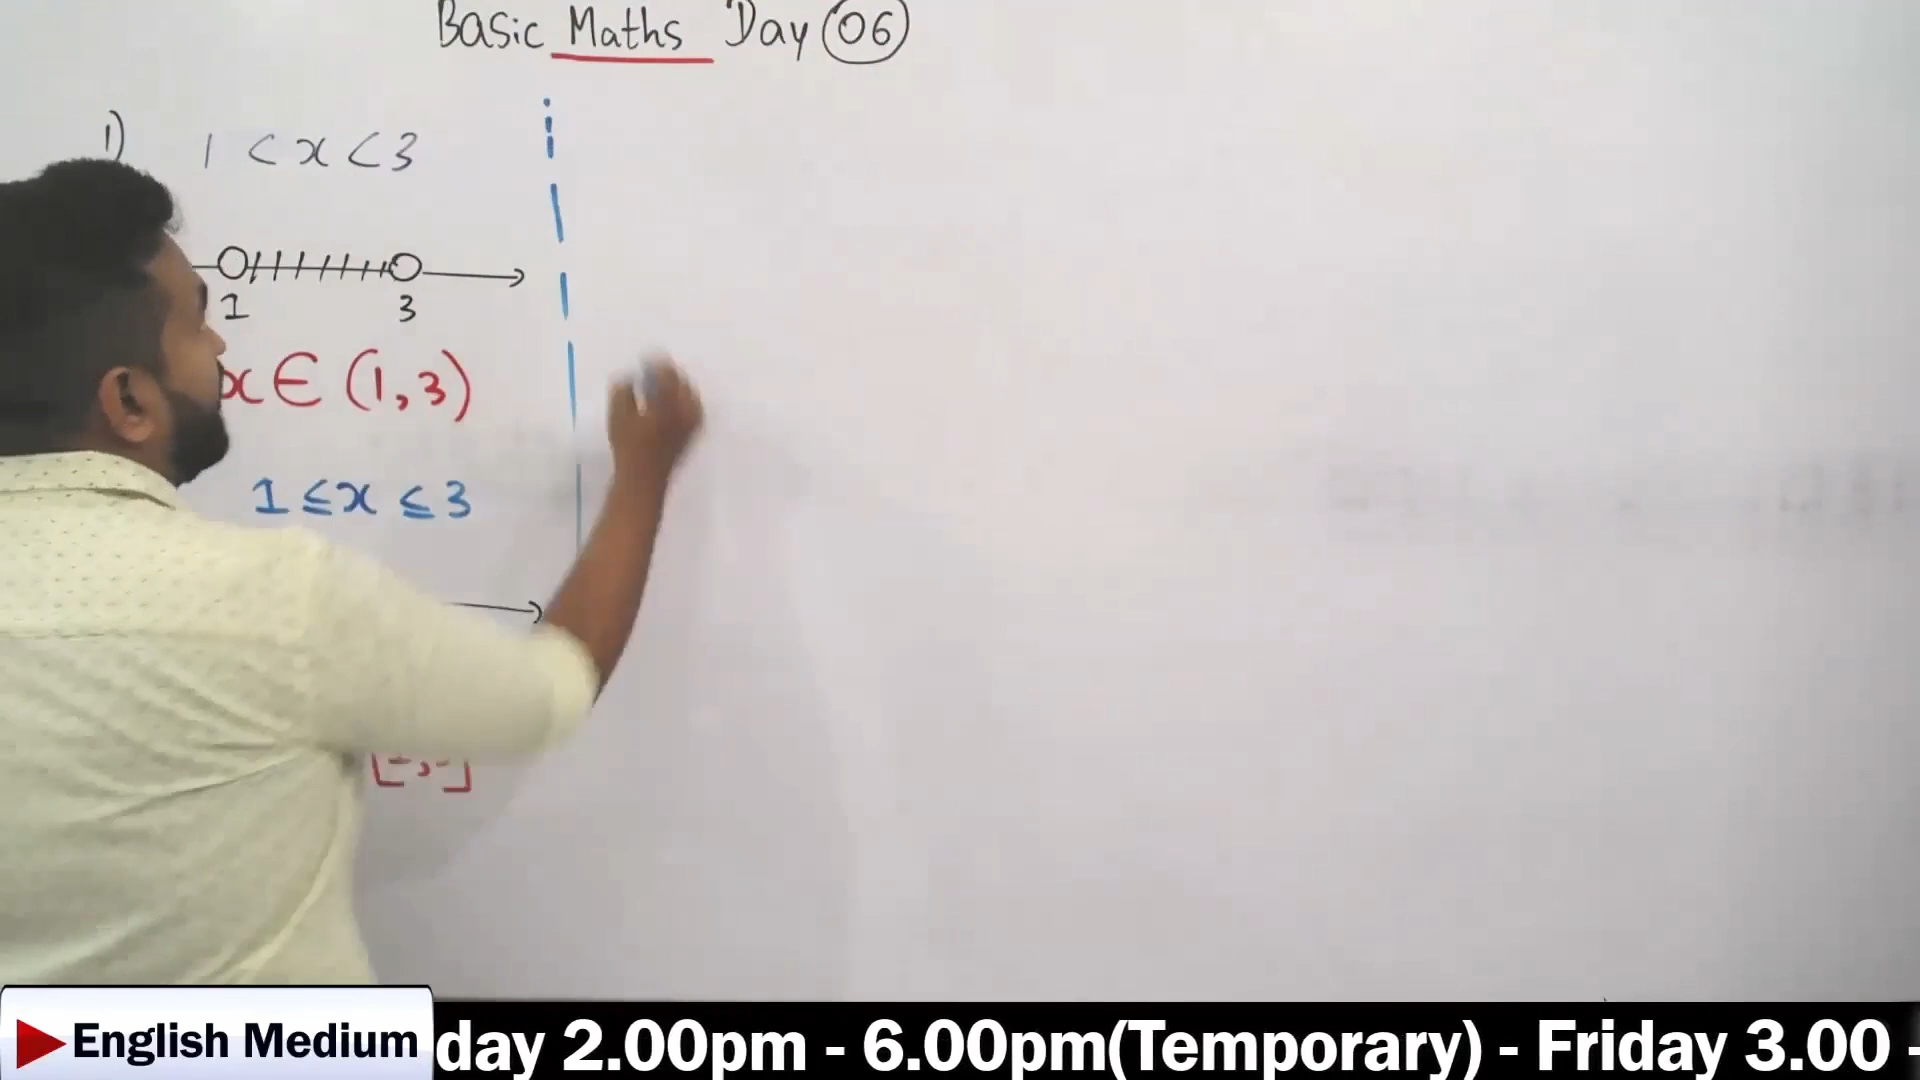 Basic Maths Day 06
1) 1 < x < 3
1 3
x ∈ (1, 3)
1 ≤ x ≤ 3
English Medium
day 2.00pm - 6.00pm(Temporary) - Friday 3.00 -